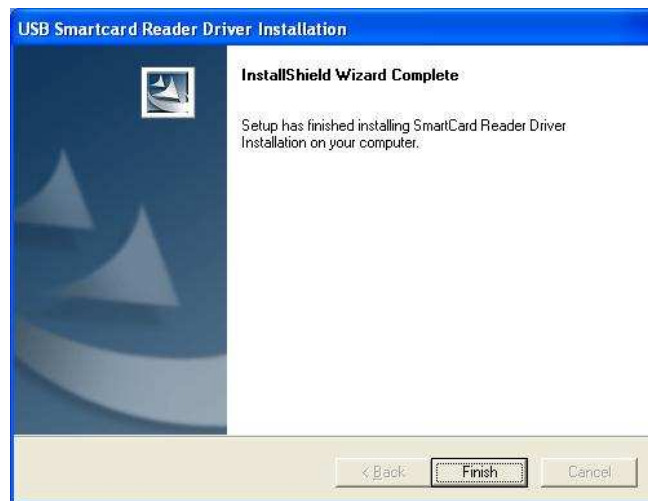 USB Smartcard Reader Driver Installation
InstallShield Wizard Complete
Setup has finished installing SmartCard Reader Driver
Installation on your computer.
< Back
Finish
Cancel